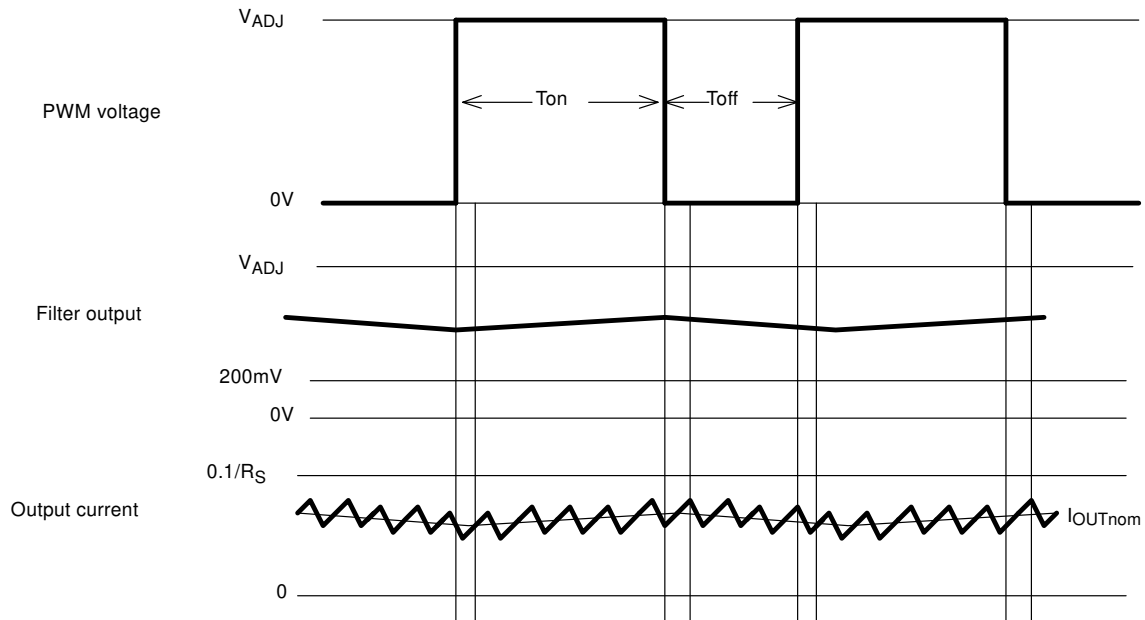 VADJ
PWM voltage
Ton
Toff
0V
VADJ
Filter output
200mV
0V
0.1/RS
Output current
IOUTnom
0